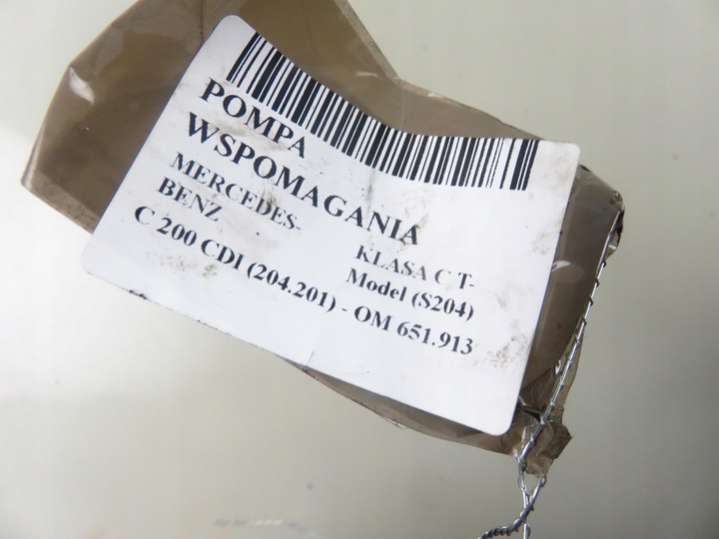 POMPA
WSPOMAGANIA
MERCEDES-
BENZ
KLASA C T-
Model (S204)
C 200 CDI (204.201) - OM 651.913